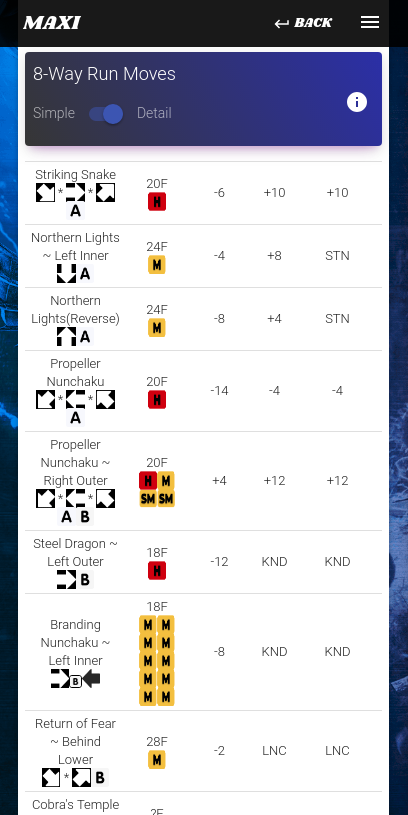 MAXI
BACK
8-Way Run Moves
Simple
Detail
Striking Snake
* *
A
20F
H
-6
+10
+10
Northern Lights
~ Left Inner
A
24F
M
-4
+8
STN
Northern
Lights(Reverse)
A
24F
M
-8
+4
STN
Propeller
Nunchaku
* *
A
20F
H
-14
-4
-4
Propeller
Nunchaku ~
Right Outer
* *
A B
20F
H M
SM SM
+4
+12
+12
Steel Dragon ~
Left Outer
B
18F
H
-12
KND
KND
Branding
Nunchaku ~
Left Inner
B
18F
M M
M M
M M
M M
M M
-8
KND
KND
Return of Fear
~ Behind
Lower
* B
28F
M
-2
LNC
LNC
Cobra's Temple
?F